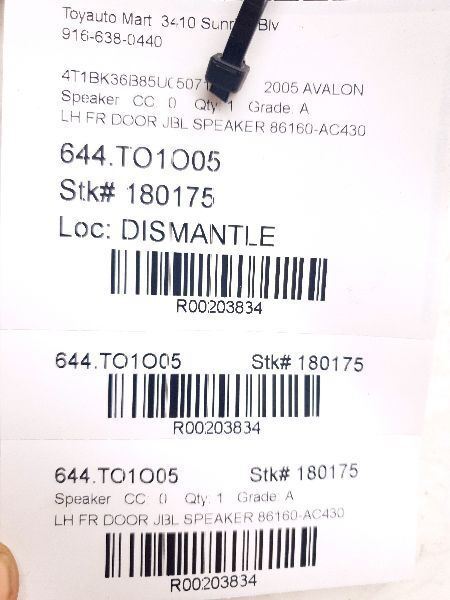 Toyauto Mart 3410 Blv
916-638-0440
2005 AVALON
Speaker CC: 0 Qty: 1 Grade: A
LH FR DOOR JBL SPEAKER 86160-AC430
644.TO1O05
Stk# 180175
Loc: DISMANTLE
R00203834
644.TO1O05 Stk# 180175
R00203834
644.TO1O05 Stk# 180175
Speaker CC: 0 Qty: 1 Grade: A
LH FR DOOR JBL SPEAKER 86160-AC430
R00203834